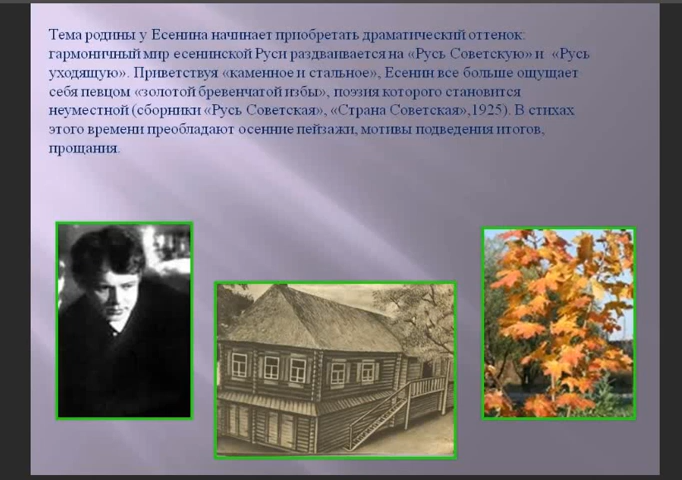 Тема родины у Есенина начинает приобретать драматический оттенок:
гармоничный мир есенинской Руси раздваивается на «Русь Советскую» и «Русь
уходящую». Приветствуя «каменное и стальное», Есенин все больше ощущает
себя певцом «золотой бревенчатой избы», поэзия которого становится
неуместной (сборники «Русь Советская», «Страна Советская»,1925). В стихах
этого времени преобладают осенние пейзажи, мотивы подведения итогов,
прощания.